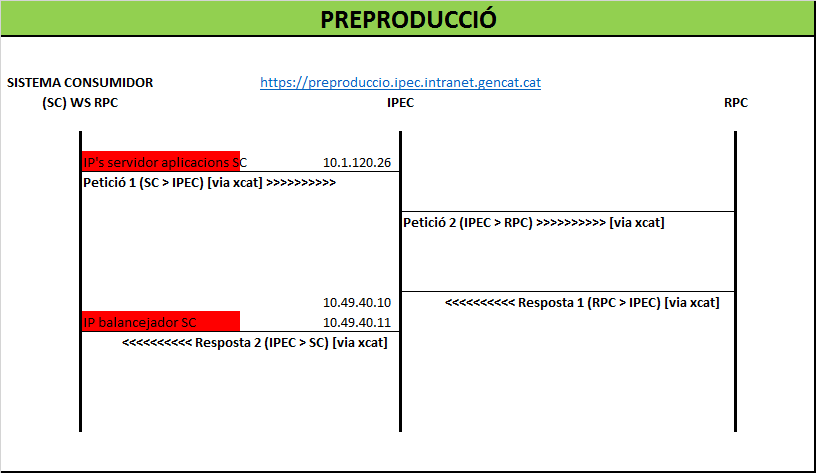 PREPRODUCCIÓ
SISTEMA CONSUMIDOR https://preproduccio.ipec.intranet.gencat.cat
(SC) WS RPC IPEC RPC
IP's servidor aplicacions SC 10.1.120.26
Petició 1 (SC > IPEC) [via xcat] >>>>>>>>>>
Petició 2 (IPEC > RPC) >>>>>>>>>> [via xcat]
10.49.40.10 <<<<<<<<<< Resposta 1 (RPC > IPEC) [via xcat]
IP balancejador SC 10.49.40.11
<<<<<<<<<< Resposta 2 (IPEC > SC) [via xcat]